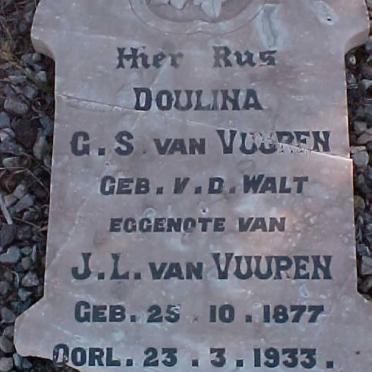 Hier Rus
DOULINA
G. S. VAN VUUREN
GEB. V. D. WALT
EGGENOTE VAN
J. L. VAN VUUREN
GEB. 25 . 10 . 1877
OORL. 23 . 3 . 1933 .